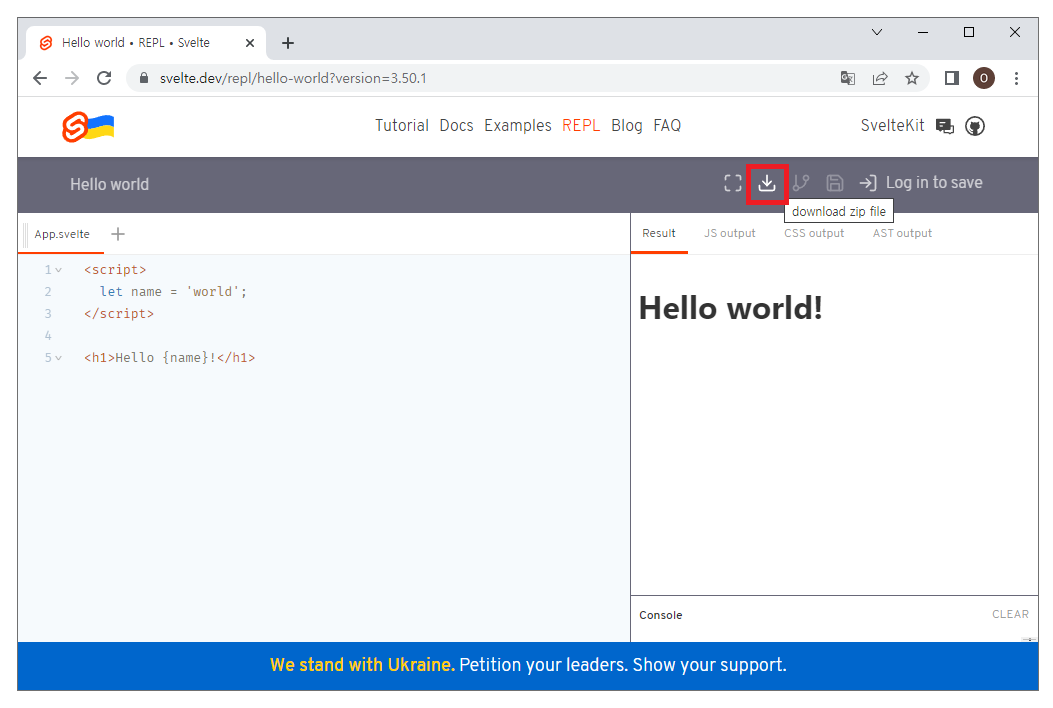 Hello world • REPL • Svelte
svelte.dev/repl/hello-world?version=3.50.1
O
Tutorial Docs Examples REPL Blog FAQ SvelteKit
Hello world
Log in to save
download zip file
App.svelte
Result JS output CSS output AST output
1 <script>
2 let name = 'world';
3 </script>
4
5 <h1>Hello {name}!</h1>
Hello world!
Console CLEAR
We stand with Ukraine. Petition your leaders. Show your support.